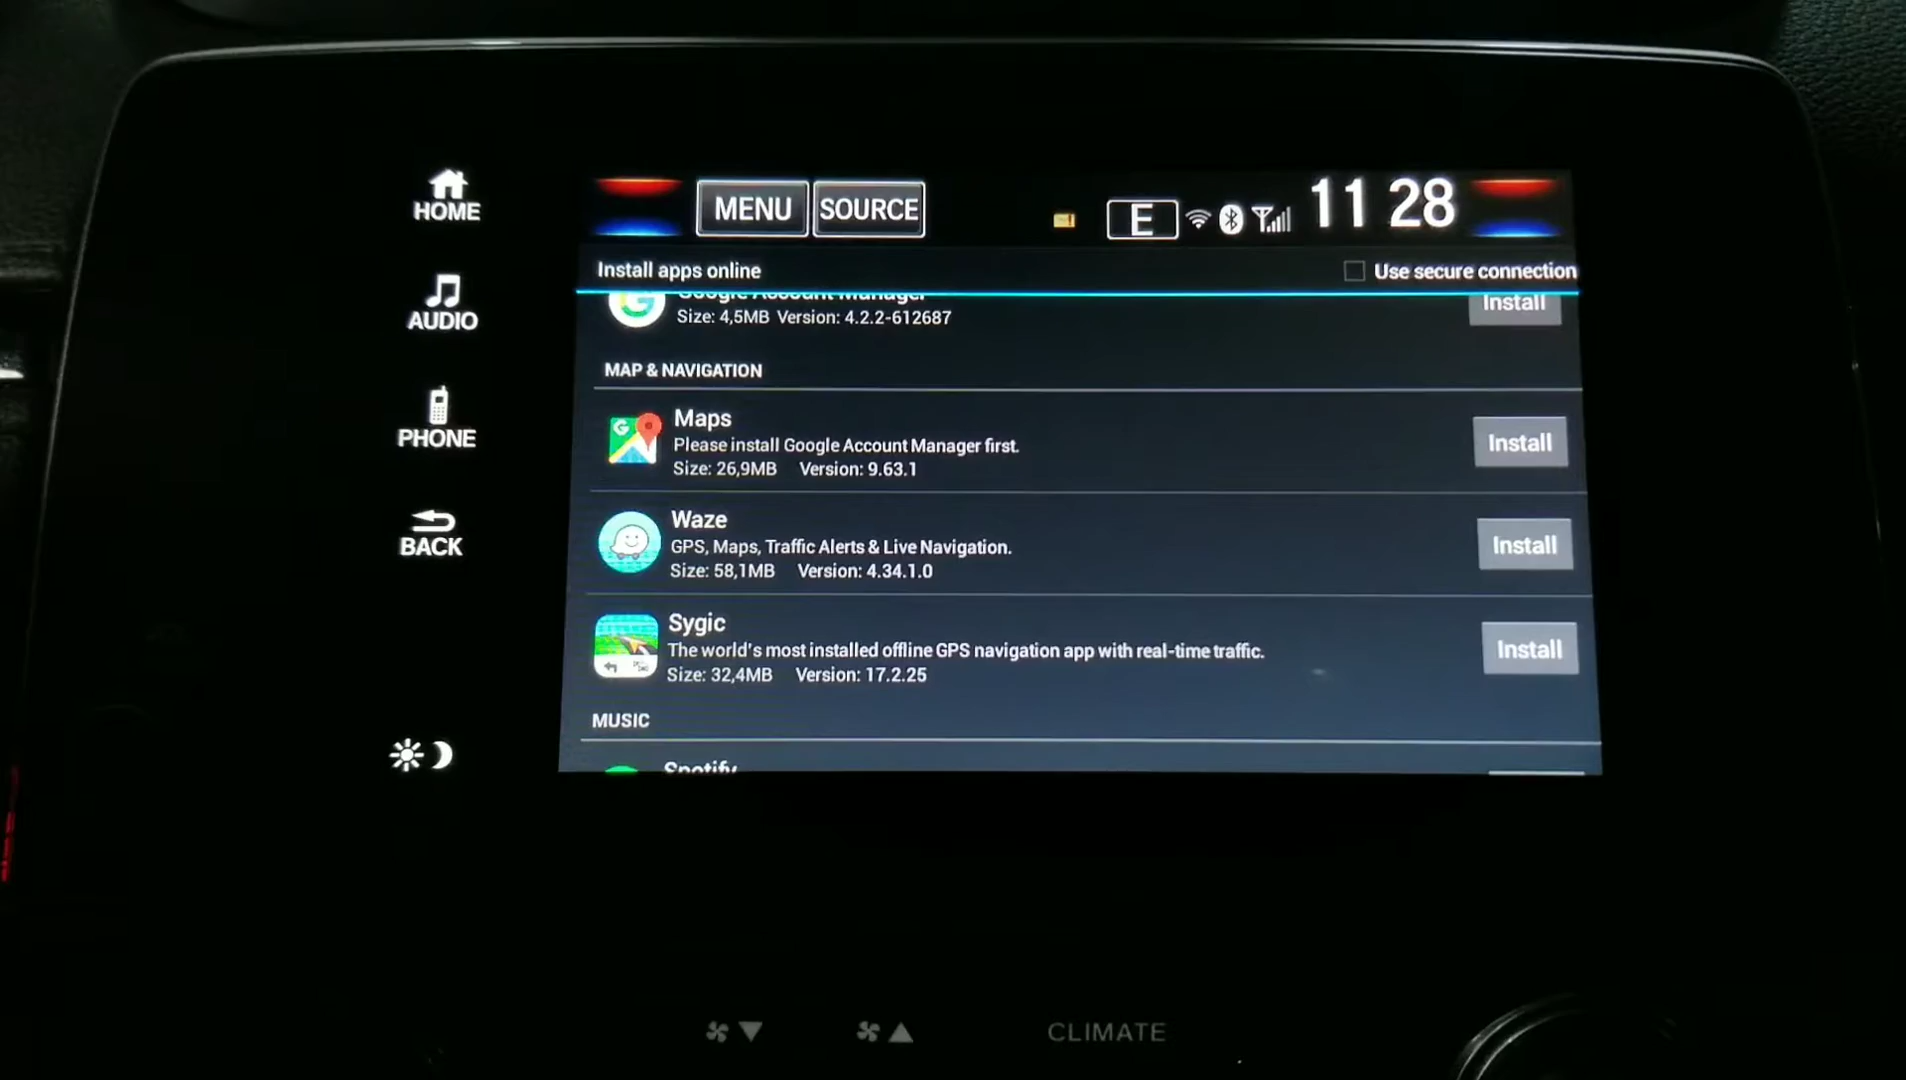 HOME
AUDIO
PHONE
BACK
MENU SOURCE E 11 28
Install apps online Use secure connection
Google Account Manager Install
Size: 4,5MB Version: 4.2.2-612687
MAP & NAVIGATION
Maps
Please install Google Account Manager first.
Size: 26,9MB Version: 9.63.1
Install
Waze
GPS, Maps, Traffic Alerts & Live Navigation.
Size: 58,1MB Version: 4.34.1.0
Install
Sygic
The world's most installed offline GPS navigation app with real-time traffic.
Size: 32,4MB Version: 17.2.25
Install
MUSIC
Spotify
CLIMATE